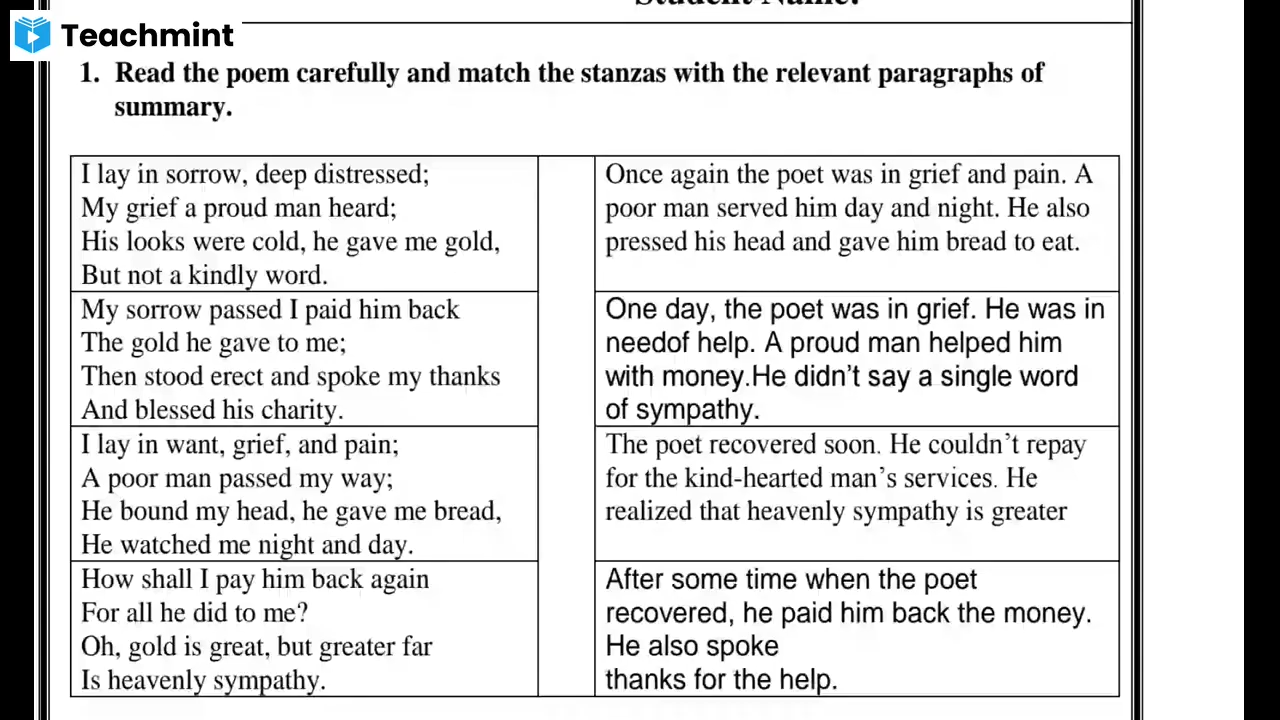 Student Name:
Teachmint
1. Read the poem carefully and match the stanzas with the relevant paragraphs of
summary.
I lay in sorrow, deep distressed;
My grief a proud man heard;
His looks were cold, he gave me gold,
But not a kindly word.
Once again the poet was in grief and pain. A
poor man served him day and night. He also
pressed his head and gave him bread to eat.
My sorrow passed I paid him back
The gold he gave to me;
Then stood erect and spoke my thanks
And blessed his charity.
One day, the poet was in grief. He was in
needof help. A proud man helped him
with money.He didn’t say a single word
of sympathy.
I lay in want, grief, and pain;
A poor man passed my way;
He bound my head, he gave me bread,
He watched me night and day.
The poet recovered soon. He couldn’t repay
for the kind-hearted man’s services. He
realized that heavenly sympathy is greater
How shall I pay him back again
For all he did to me?
Oh, gold is great, but greater far
Is heavenly sympathy.
After some time when the poet
recovered, he paid him back the money.
He also spoke
thanks for the help.